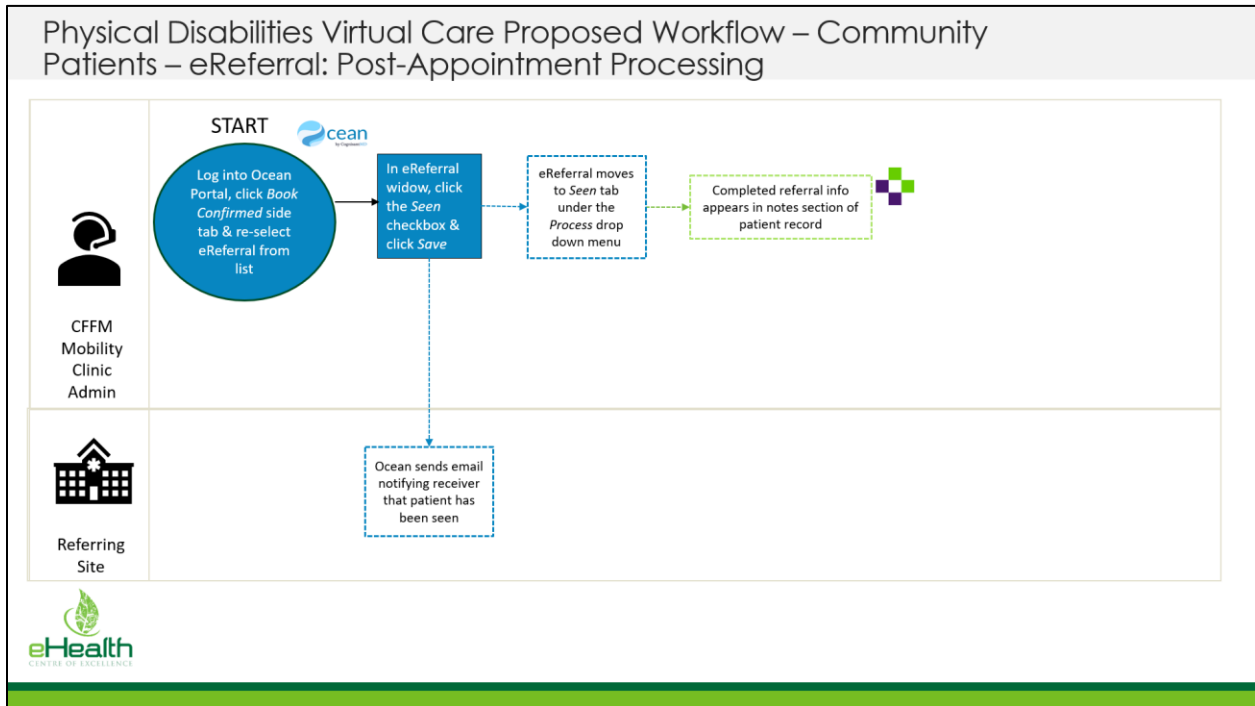 Physical Disabilities Virtual Care Proposed Workflow – Community
Patients – eReferral: Post-Appointment Processing
START
cean
Log into Ocean
Portal, click Book
Confirmed side
tab & re-select
eReferral from
list
In eReferral
widow, click
the Seen
checkbox &
click Save
eReferral moves
to Seen tab
under the
Process drop
down menu
Completed referral info
appears in notes section of
patient record
CFFM
Mobility
Clinic
Admin
Ocean sends email
notifying receiver
that patient has
been seen
Referring
Site
eHealth
CENTRE OF EXCELLENCE